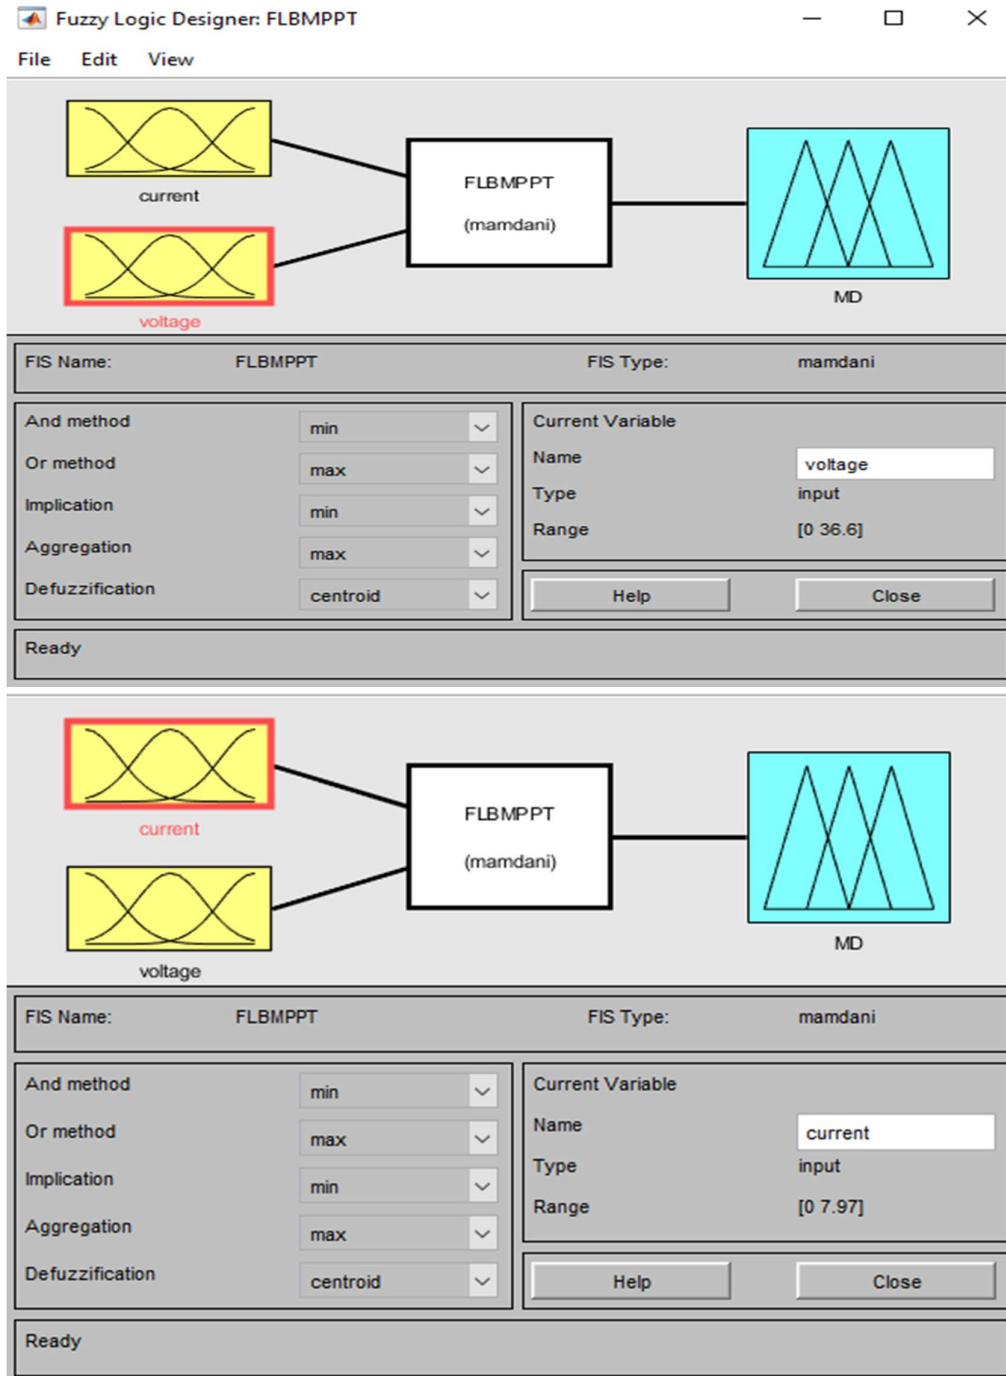 Fuzzy Logic Designer: FLBMPPT
File Edit View
current
voltage
FLBMPPT
(mamdani)
MD
FIS Name: FLBMPPT FIS Type: mamdani
And method min
Or method max
Implication min
Aggregation max
Defuzzification centroid
Current Variable
Name voltage
Type input
Range [0 36.6]
Help Close
Ready
current
voltage
FLBMPPT
(mamdani)
MD
FIS Name: FLBMPPT FIS Type: mamdani
And method min
Or method max
Implication min
Aggregation max
Defuzzification centroid
Current Variable
Name current
Type input
Range [0 7.97]
Help Close
Ready